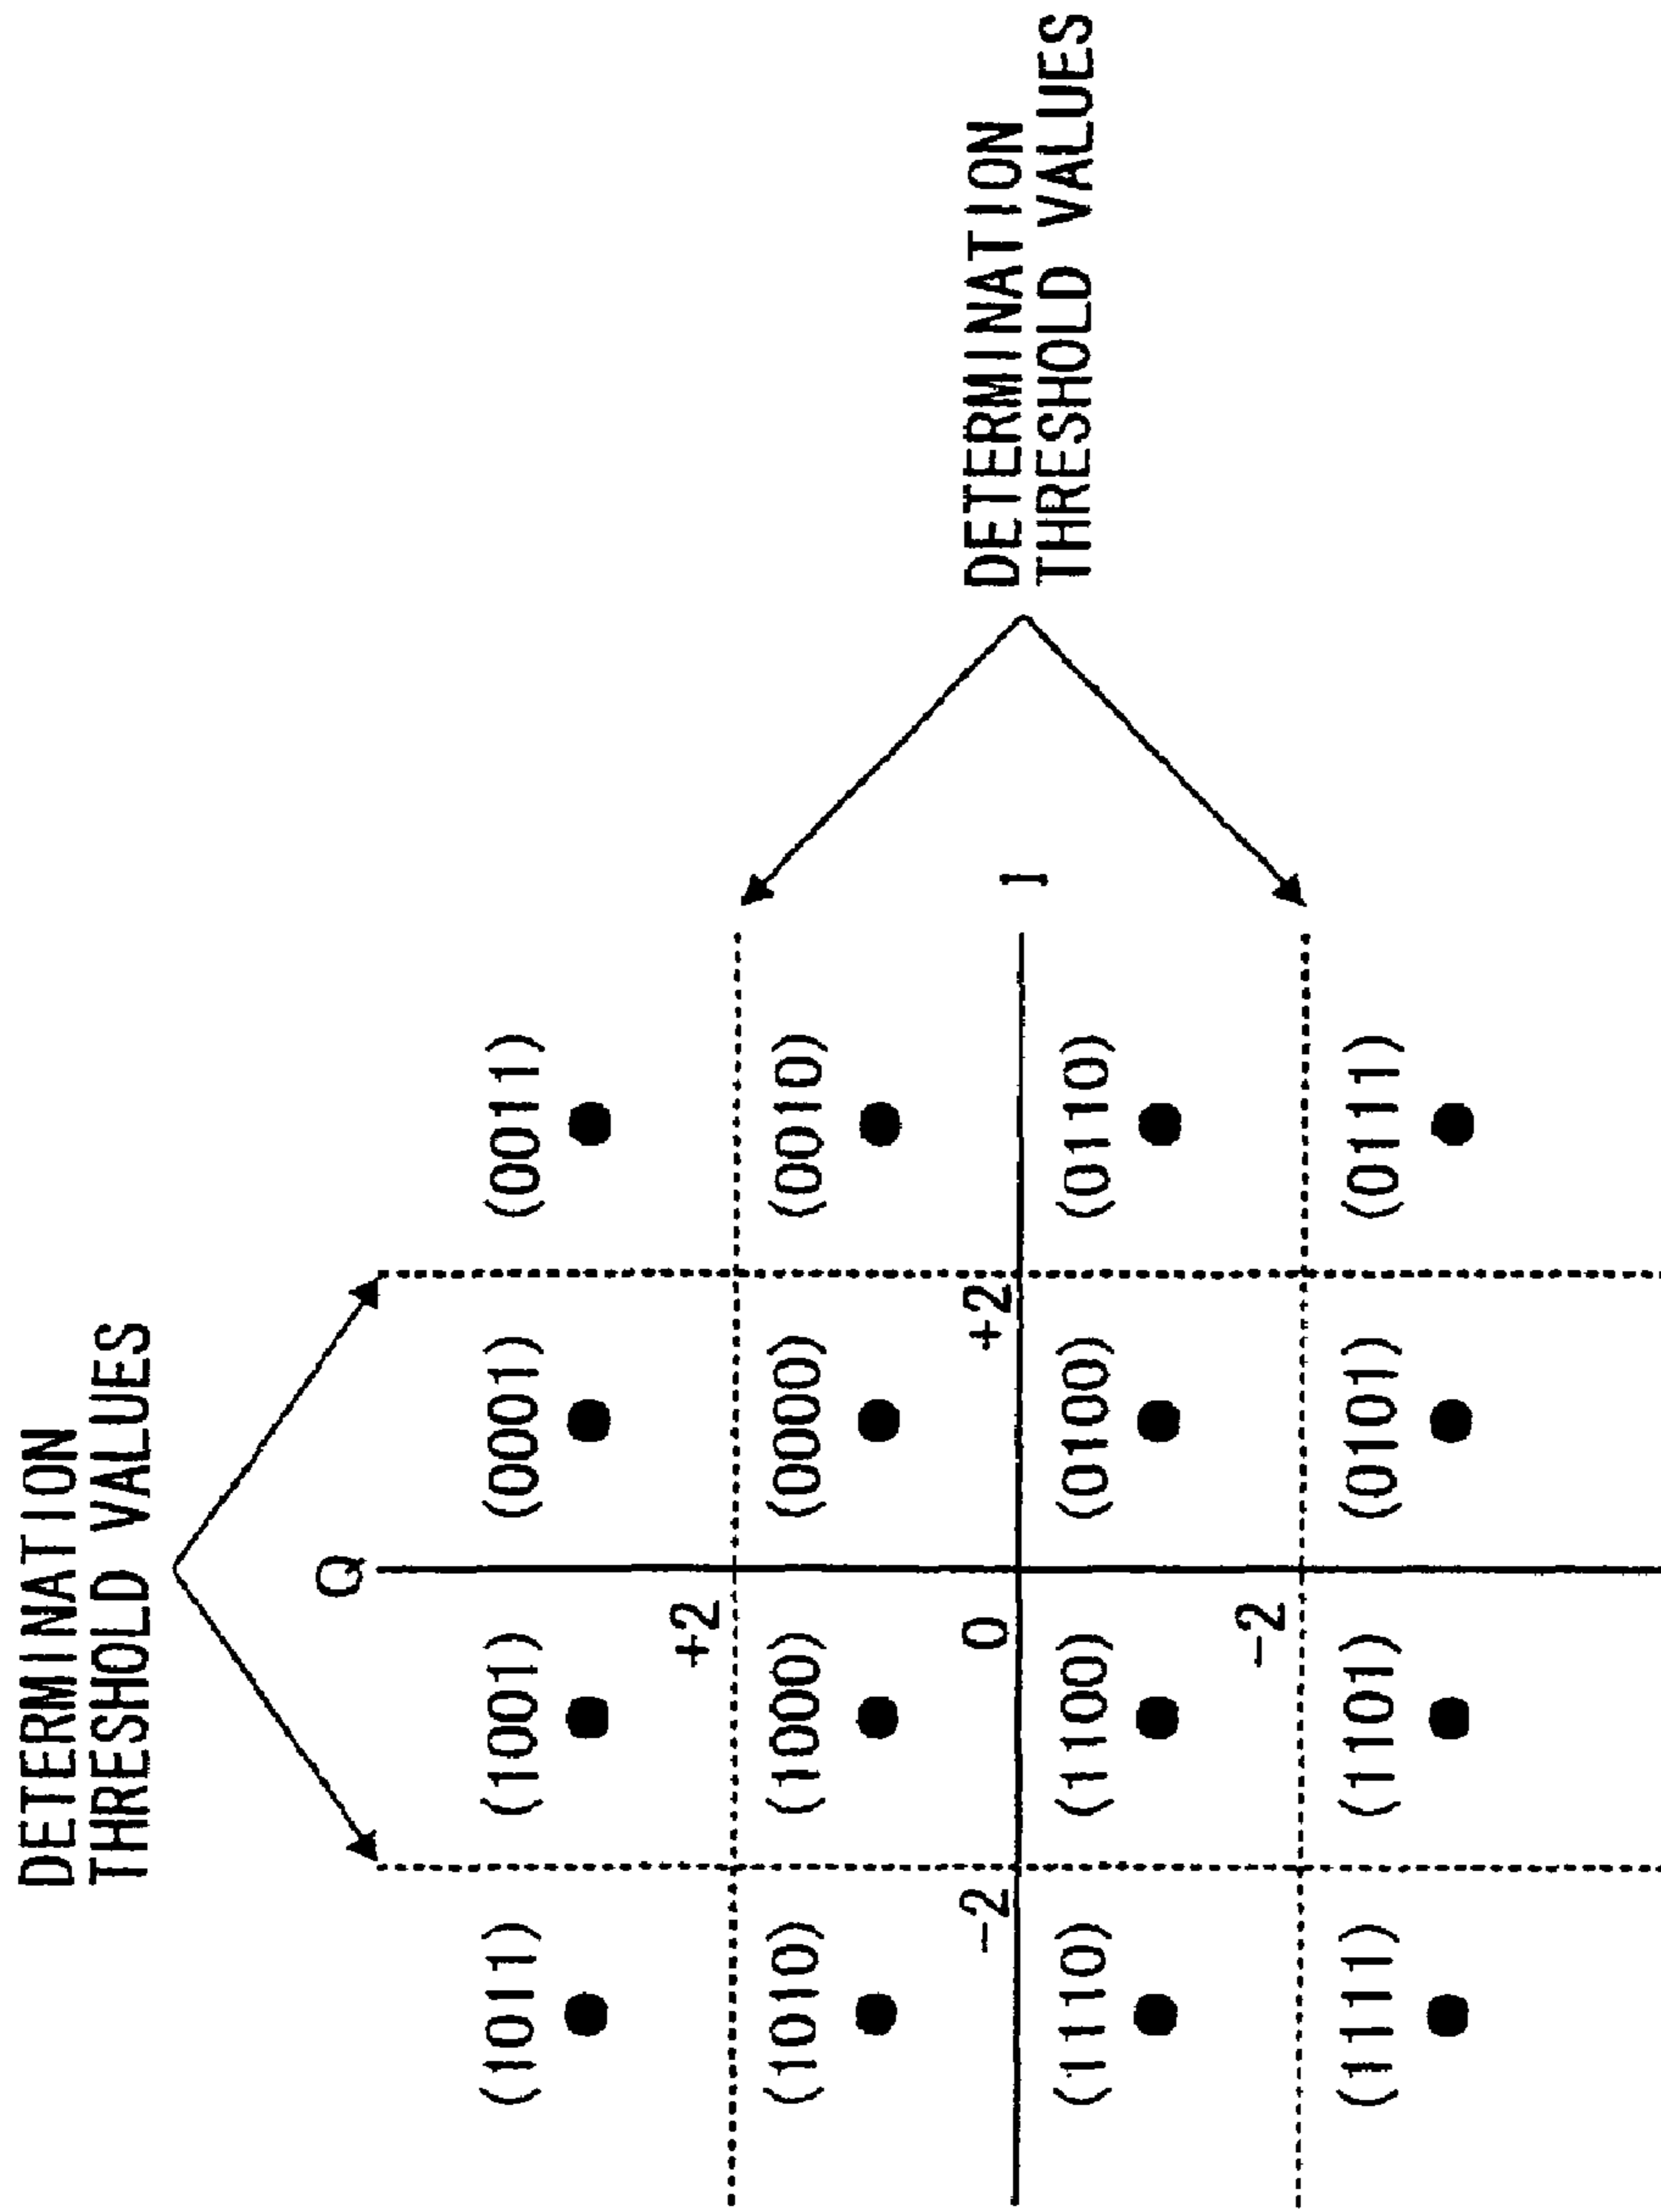 DETERMINATION
THRESHOLD VALUES
Q
(1011) (1001) (0001) (0011)
+2
(1010) (1000) (0000) (0010)
-2 0 +2 I
DETERMINATION
THRESHOLD VALUES
(1110) (1100) (0100) (0110)
-2
(1111) (1101) (0101) (0111)